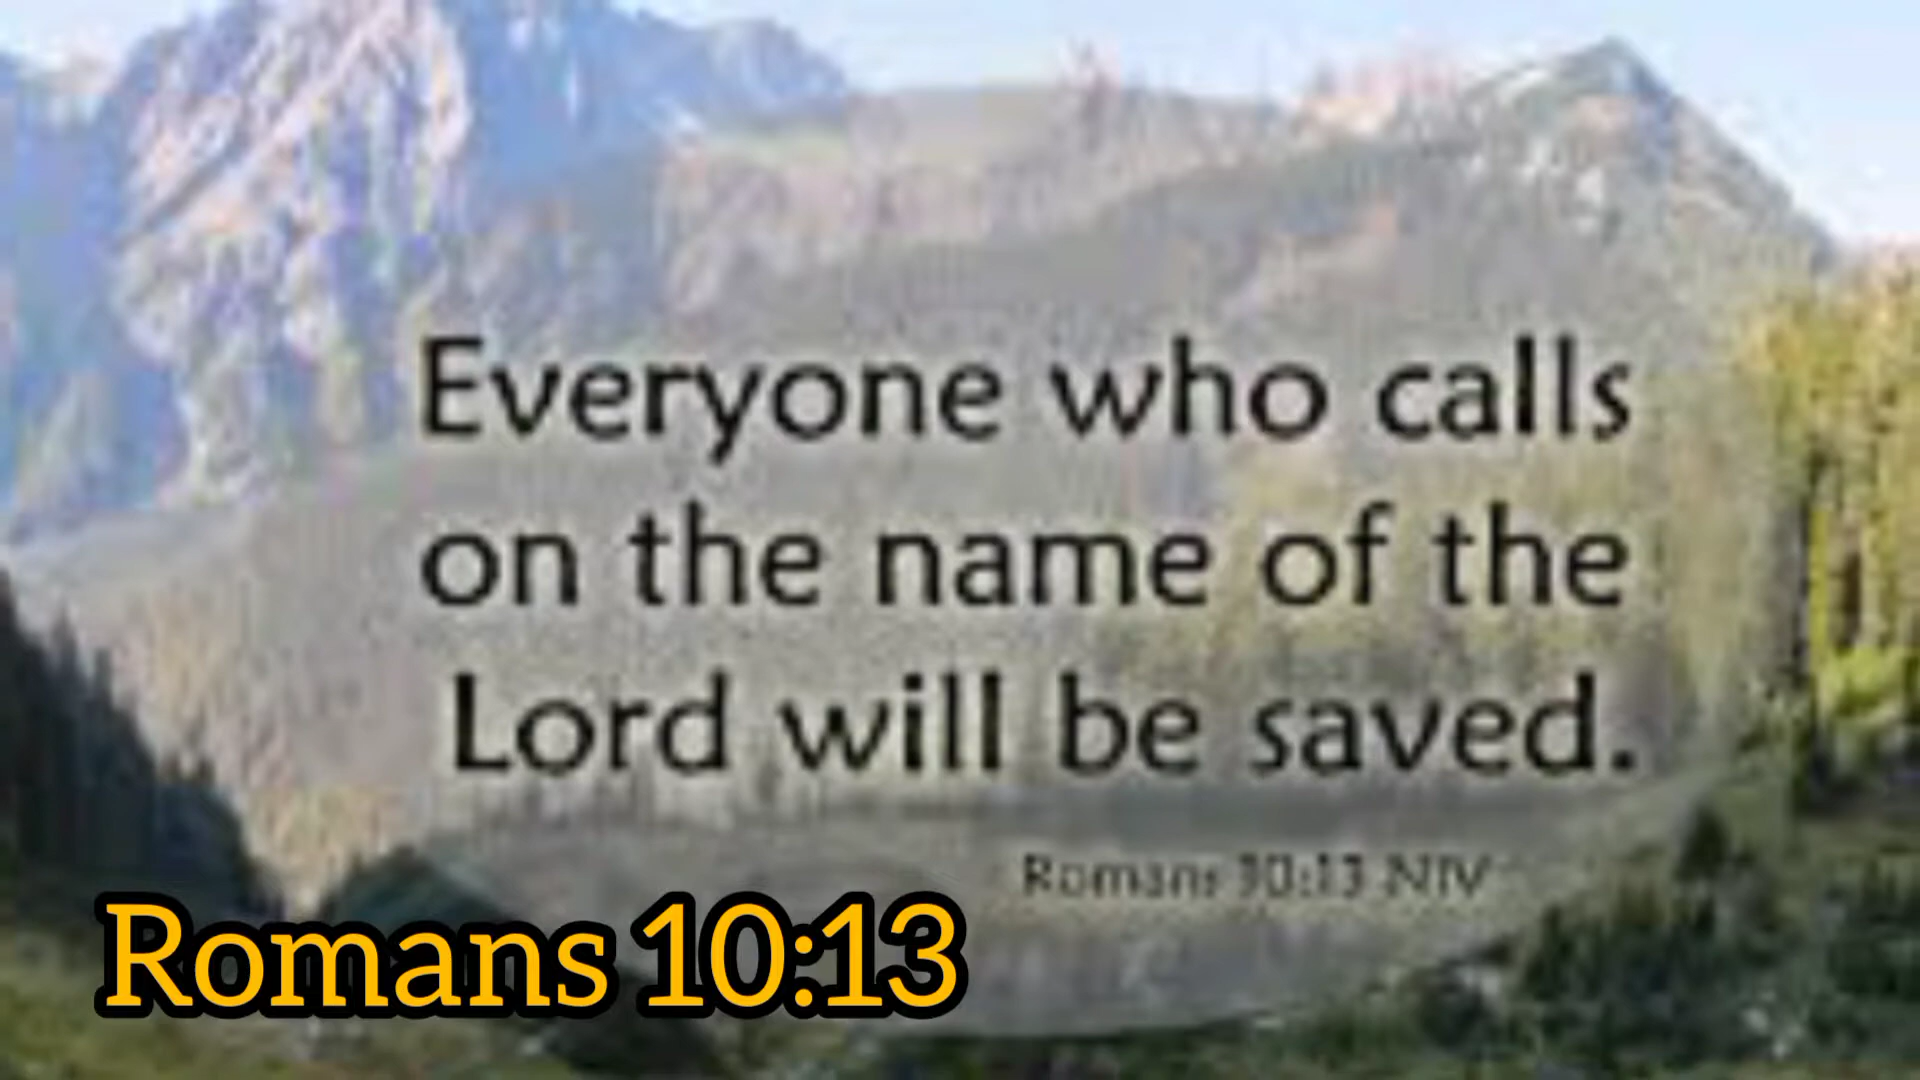 Everyone who calls
on the name of the
Lord will be saved.
Romans 10:13 NIV
Romans 10:13